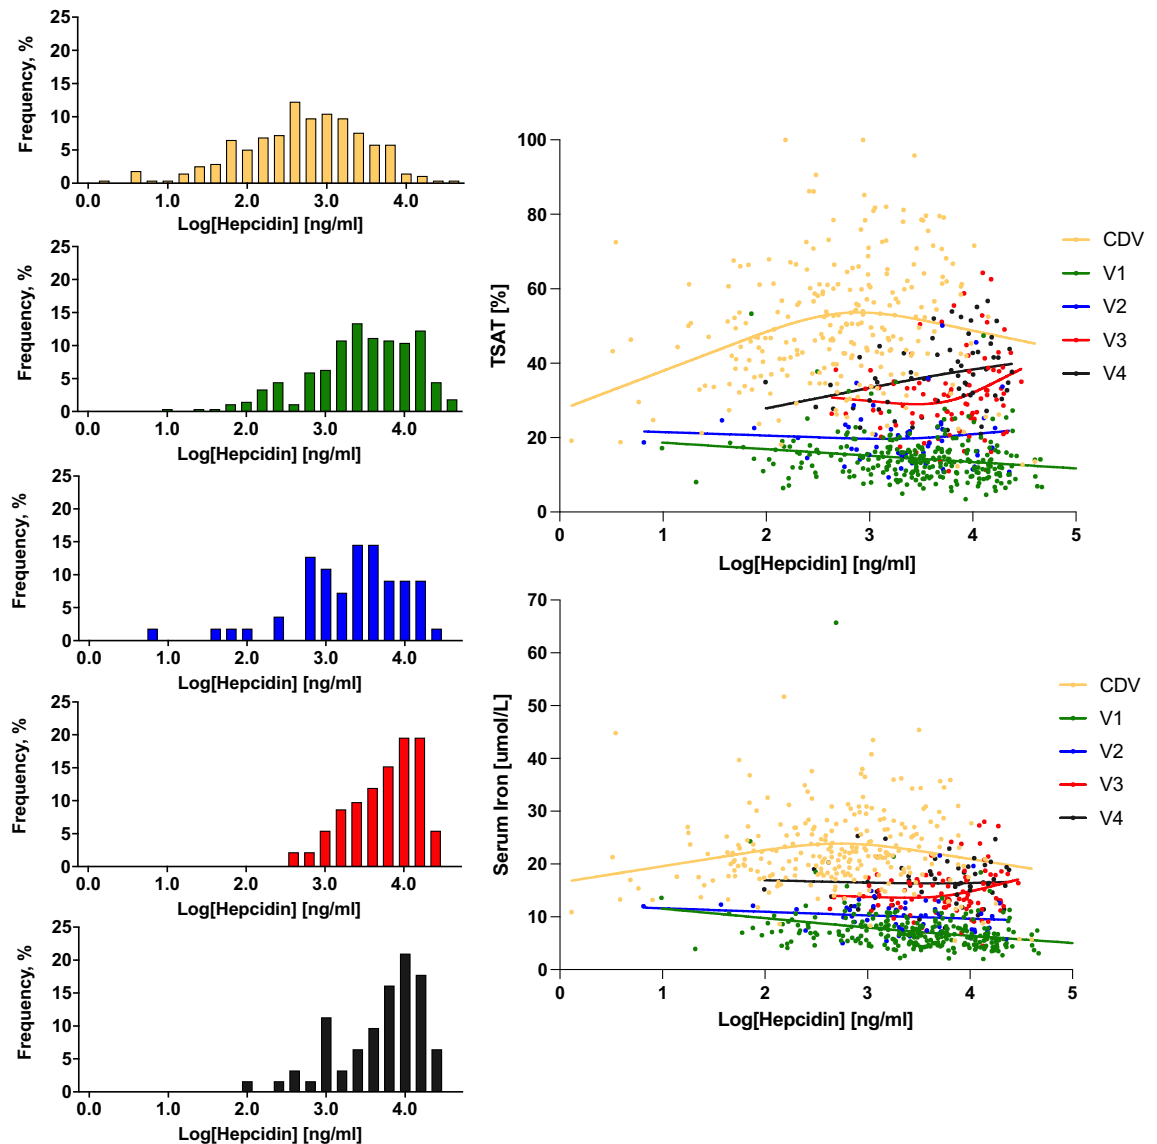 25
20
15
10
5
0
Frequency, %
0.0 1.0 2.0 3.0 4.0
Log[Hepcidin] [ng/ml]
25
20
15
10
5
0
Frequency, %
0.0 1.0 2.0 3.0 4.0
Log[Hepcidin] [ng/ml]
25
20
15
10
5
0
Frequency, %
0.0 1.0 2.0 3.0 4.0
Log[Hepcidin] [ng/ml]
25
20
15
10
5
0
Frequency, %
0.0 1.0 2.0 3.0 4.0
Log[Hepcidin] [ng/ml]
25
20
15
10
5
0
Frequency, %
0.0 1.0 2.0 3.0 4.0
Log[Hepcidin] [ng/ml]
100
80
60
40
20
0
TSAT [%]
0 1 2 3 4 5
Log[Hepcidin] [ng/ml]
CDV
V1
V2
V3
V4
70
60
50
40
30
20
10
0
Serum Iron [umol/L]
0 1 2 3 4 5
Log[Hepcidin] [ng/ml]
CDV
V1
V2
V3
V4